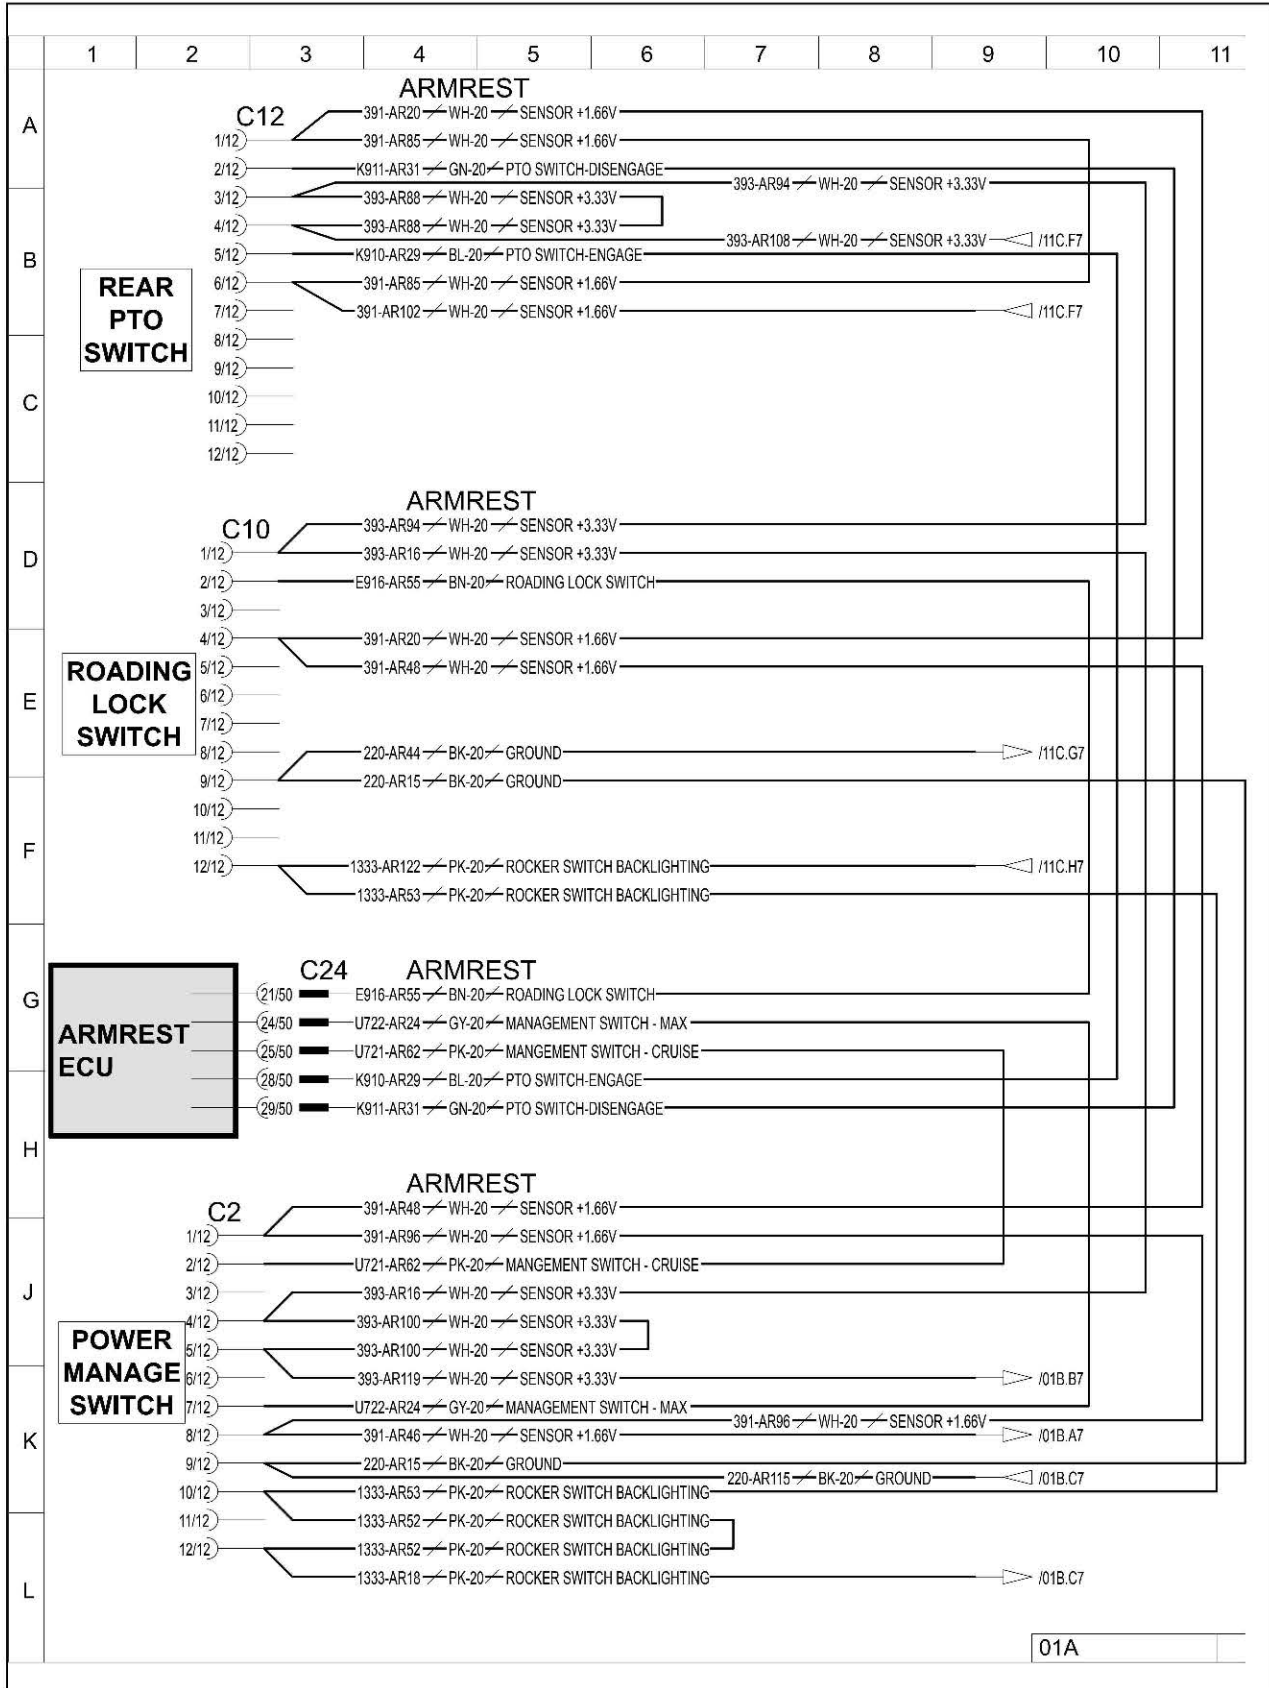 1 2 3 4 5 6 7 8 9 10 11
ARMREST
A
C12
391-AR20 WH-20 SENSOR +1.66V
1/12 391-AR85 WH-20 SENSOR +1.66V
2/12 K911-AR31 GN-20 PTO SWITCH-DISENGAGE
393-AR94 WH-20 SENSOR +3.33V
3/12 393-AR88 WH-20 SENSOR +3.33V
4/12 393-AR88 WH-20 SENSOR +3.33V
393-AR108 WH-20 SENSOR +3.33V /11C.F7
B
5/12 K910-AR29 BL-20 PTO SWITCH-ENGAGE
6/12 391-AR85 WH-20 SENSOR +1.66V
REAR
PTO
SWITCH
7/12 391-AR102 WH-20 SENSOR +1.66V /11C.F7
8/12
9/12
C
10/12
11/12
12/12
ARMREST
C10
393-AR94 WH-20 SENSOR +3.33V
D
1/12 393-AR16 WH-20 SENSOR +3.33V
2/12 E916-AR55 BN-20 ROADING LOCK SWITCH
3/12
4/12 391-AR20 WH-20 SENSOR +1.66V
5/12 391-AR48 WH-20 SENSOR +1.66V
ROADING
LOCK
SWITCH
E
6/12
7/12
8/12 220-AR44 BK-20 GROUND /11C.G7
9/12 220-AR15 BK-20 GROUND
10/12
11/12
F
12/12 1333-AR122 PK-20 ROCKER SWITCH BACKLIGHTING /11C.H7
1333-AR53 PK-20 ROCKER SWITCH BACKLIGHTING
C24 ARMREST
G
ARMREST
ECU
21/50 E916-AR55 BN-20 ROADING LOCK SWITCH
24/50 U722-AR24 GY-20 MANAGEMENT SWITCH - MAX
25/50 U721-AR62 PK-20 MANGEMENT SWITCH - CRUISE
28/50 K910-AR29 BL-20 PTO SWITCH-ENGAGE
29/50 K911-AR31 GN-20 PTO SWITCH-DISENGAGE
H
ARMREST
C2
391-AR48 WH-20 SENSOR +1.66V
1/12 391-AR96 WH-20 SENSOR +1.66V
2/12 U721-AR62 PK-20 MANGEMENT SWITCH - CRUISE
J
3/12 393-AR16 WH-20 SENSOR +3.33V
4/12 393-AR100 WH-20 SENSOR +3.33V
5/12 393-AR100 WH-20 SENSOR +3.33V
POWER
MANAGE
SWITCH
6/12 393-AR119 WH-20 SENSOR +3.33V /01B.B7
7/12 U722-AR24 GY-20 MANAGEMENT SWITCH - MAX
391-AR96 WH-20 SENSOR +1.66V
K
8/12 391-AR46 WH-20 SENSOR +1.66V /01B.A7
9/12 220-AR15 BK-20 GROUND
220-AR115 BK-20 GROUND /01B.C7
10/12 1333-AR53 PK-20 ROCKER SWITCH BACKLIGHTING
11/12 1333-AR52 PK-20 ROCKER SWITCH BACKLIGHTING
12/12 1333-AR52 PK-20 ROCKER SWITCH BACKLIGHTING
1333-AR18 PK-20 ROCKER SWITCH BACKLIGHTING /01B.C7
L
01A